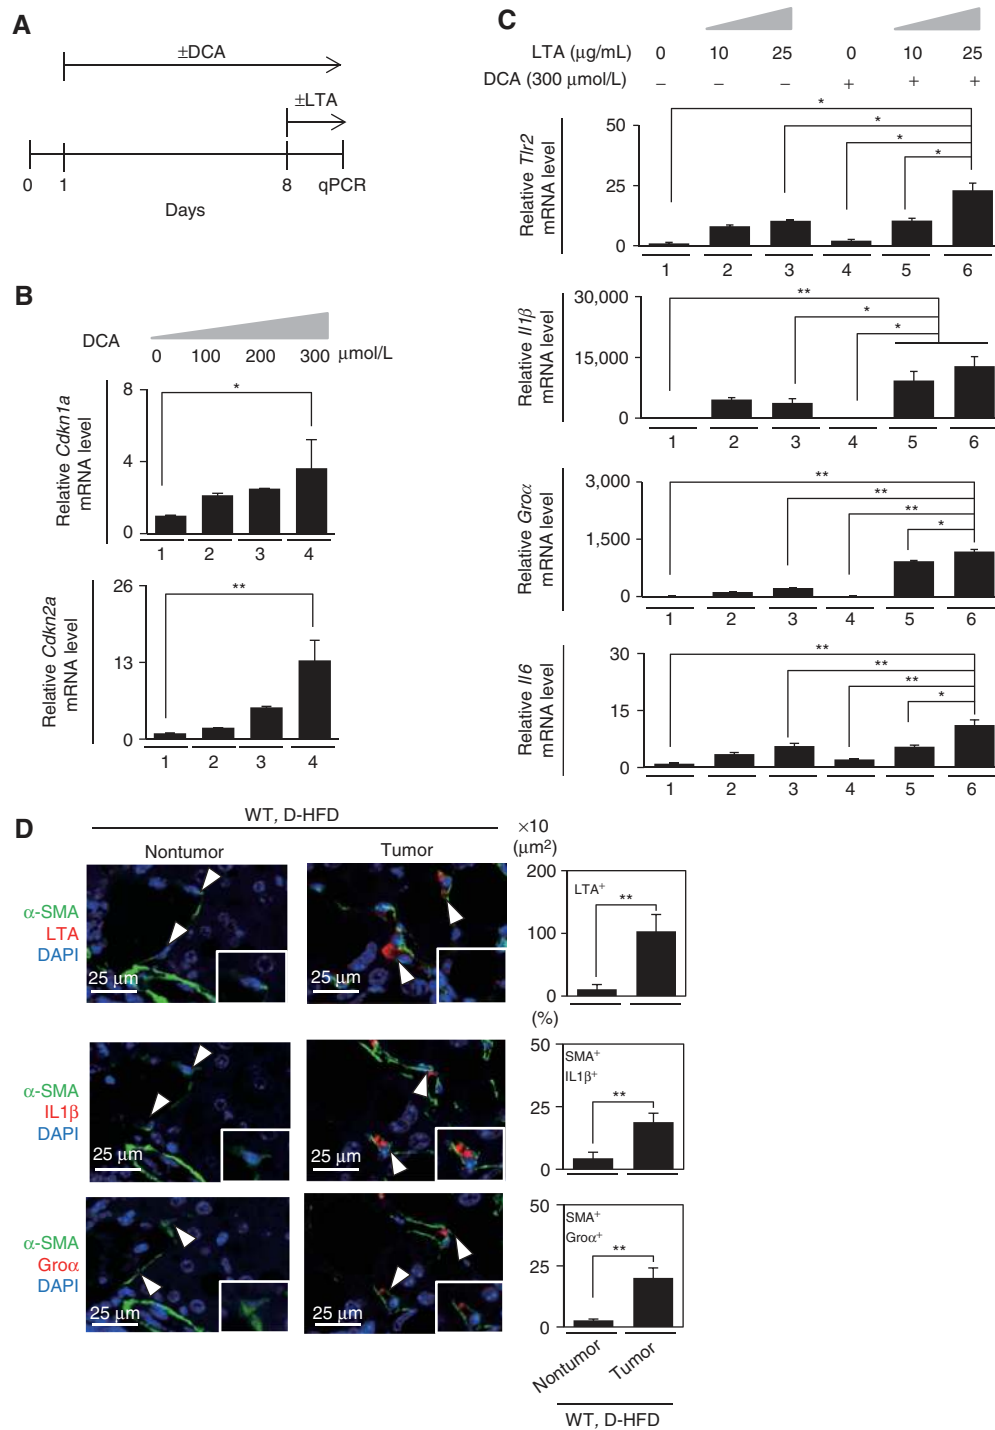 A
±DCA
±LTA
0 1 8 qPCR
Days
B
DCA
0 100 200 300 μmol/L
Relative Cdkn1a
mRNA level
8
4
0
*
1 2 3 4
Relative Cdkn2a
mRNA level
26
13
0
**
1 2 3 4
C
LTA (μg/mL) 0 10 25 0 10 25
DCA (300 μmol/L) – – – + + +
Relative Tlr2
mRNA level
50
25
0
*
*
*
*
1 2 3 4 5 6
Relative Il1β
mRNA level
30,000
15,000
0
**
*
*
1 2 3 4 5 6
Relative Groα
mRNA level
3,000
1,500
0
**
**
**
*
1 2 3 4 5 6
Relative Il6
mRNA level
30
15
0
**
**
**
*
1 2 3 4 5 6
D
WT, D-HFD
Nontumor Tumor
α-SMA
LTA
DAPI
25 μm 25 μm
×10
(μm²)
200
100
0
LTA⁺
**
α-SMA
IL1β
DAPI
25 μm 25 μm
(%)
50
25
0
SMA⁺
IL1β⁺
**
α-SMA
Groα
DAPI
25 μm 25 μm
50
25
0
SMA⁺
Groα⁺
**
Nontumor Tumor
WT, D-HFD